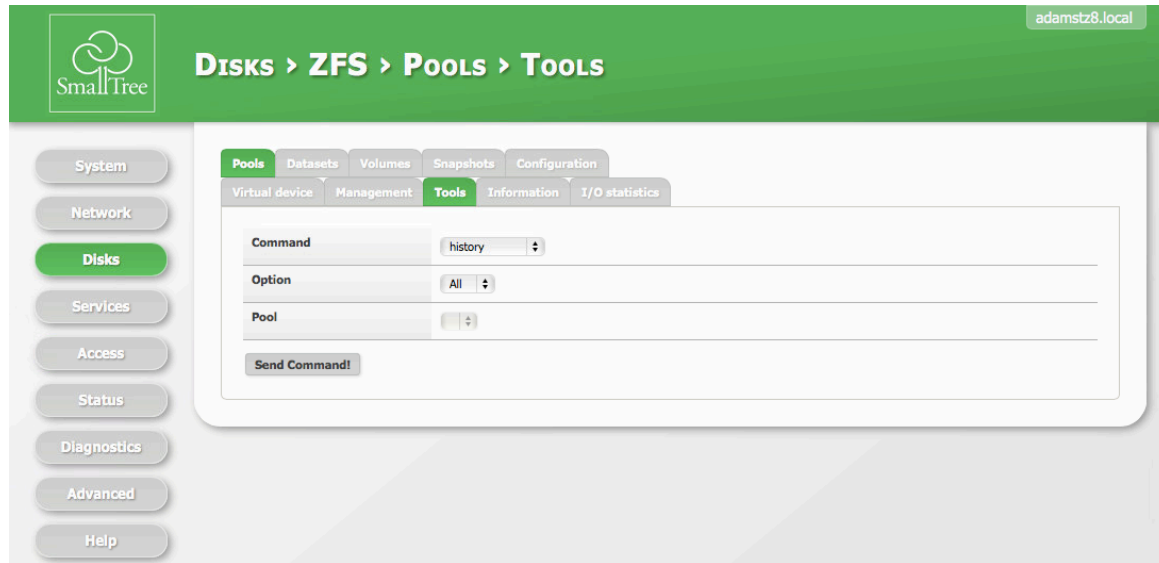 adamstz8.local
SmallTree
Disks > ZFS > Pools > Tools
System
Network
Disks
Services
Access
Status
Diagnostics
Advanced
Help
Pools Datasets Volumes Snapshots Configuration
Virtual device Management Tools Information I/O statistics
Command history
Option All
Pool
Send Command!